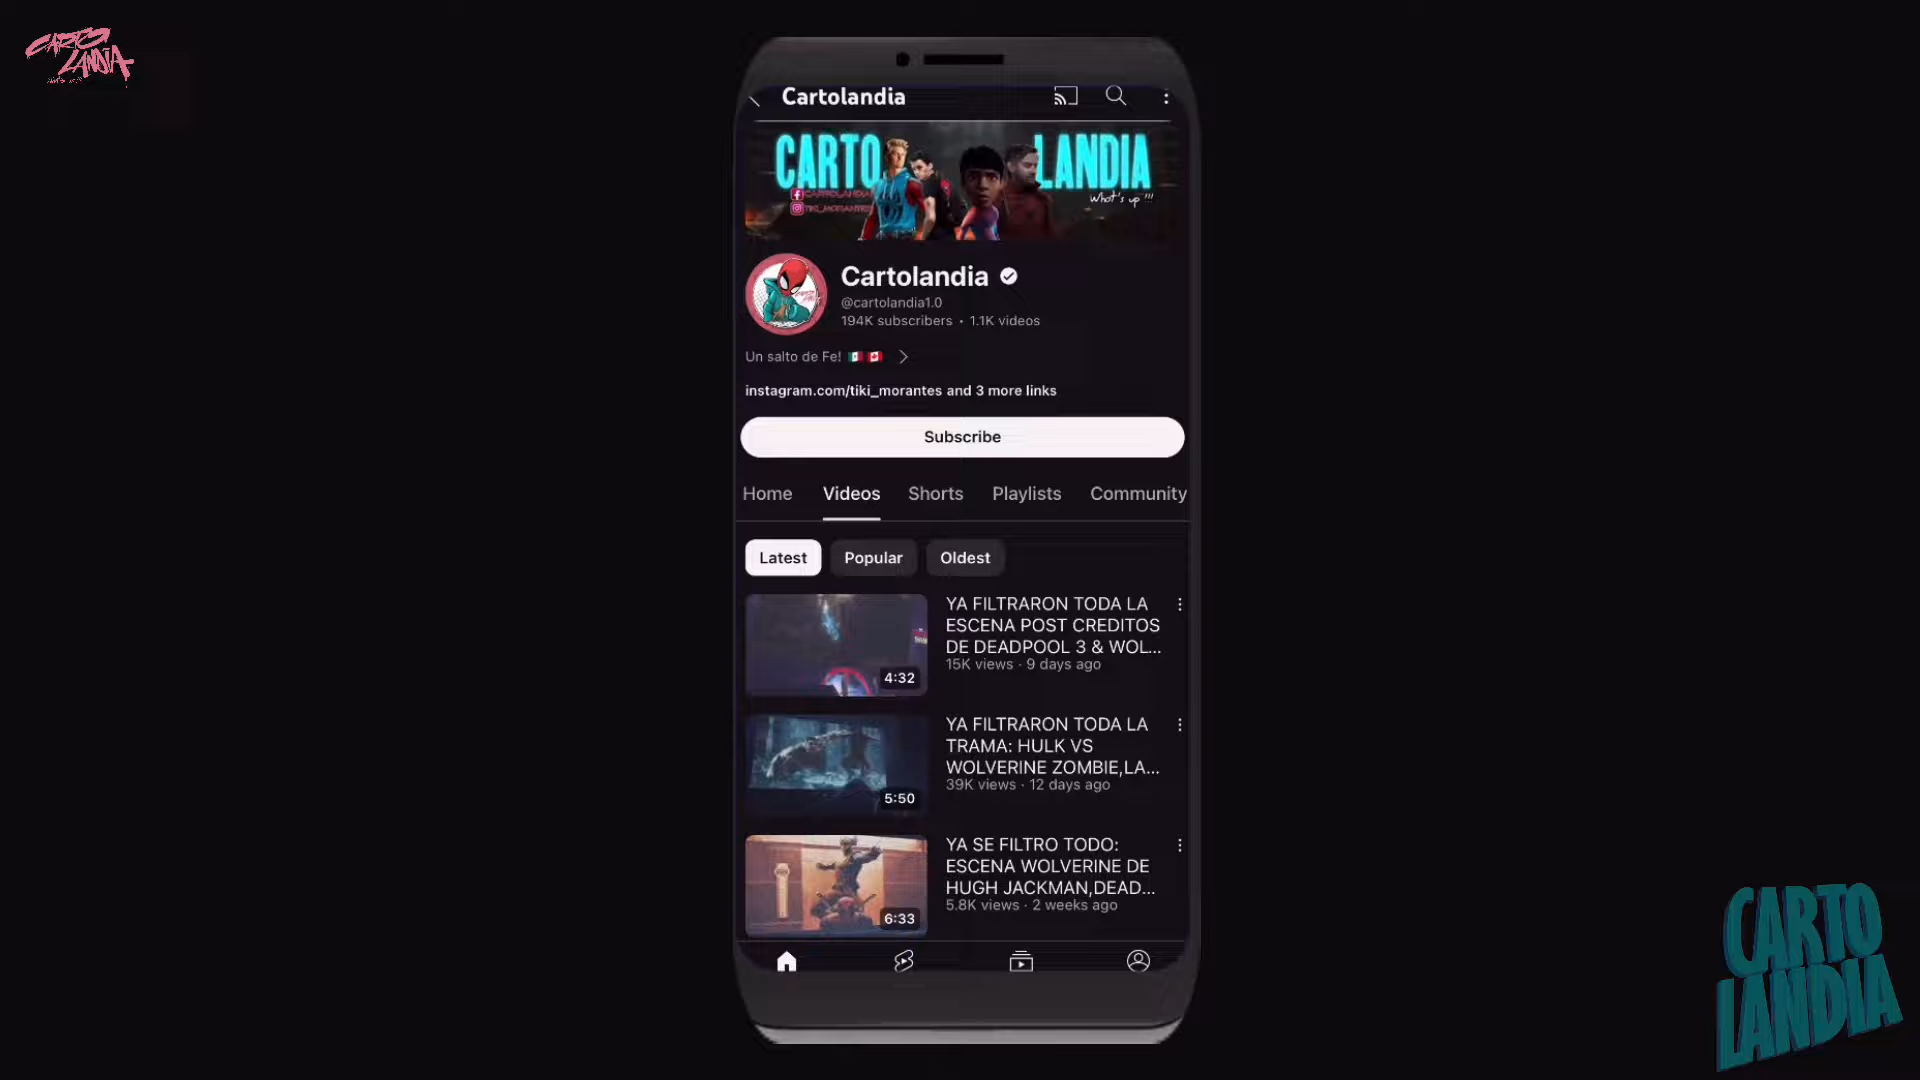 CARTO
LANDIA
Cartolandia
CARTO LANDIA
CARTOLANDIA
What's up !!!
TIKI_MORANTES
Cartolandia
@cartolandia1.0
194K subscribers • 1.1K videos
Un salto de Fe! 🇲🇽 🇨🇦
instagram.com/tiki_morantes and 3 more links
Subscribe
Home Videos Shorts Playlists Community
Latest Popular Oldest
YA FILTRARON TODA LA
ESCENA POST CREDITOS
DE DEADPOOL 3 & WOL...
15K views · 9 days ago
4:32
YA FILTRARON TODA LA
TRAMA: HULK VS
WOLVERINE ZOMBIE,LA...
39K views · 12 days ago
5:50
YA SE FILTRO TODO:
ESCENA WOLVERINE DE
HUGH JACKMAN,DEAD...
5.8K views · 2 weeks ago
6:33
CARTO
LANDIA